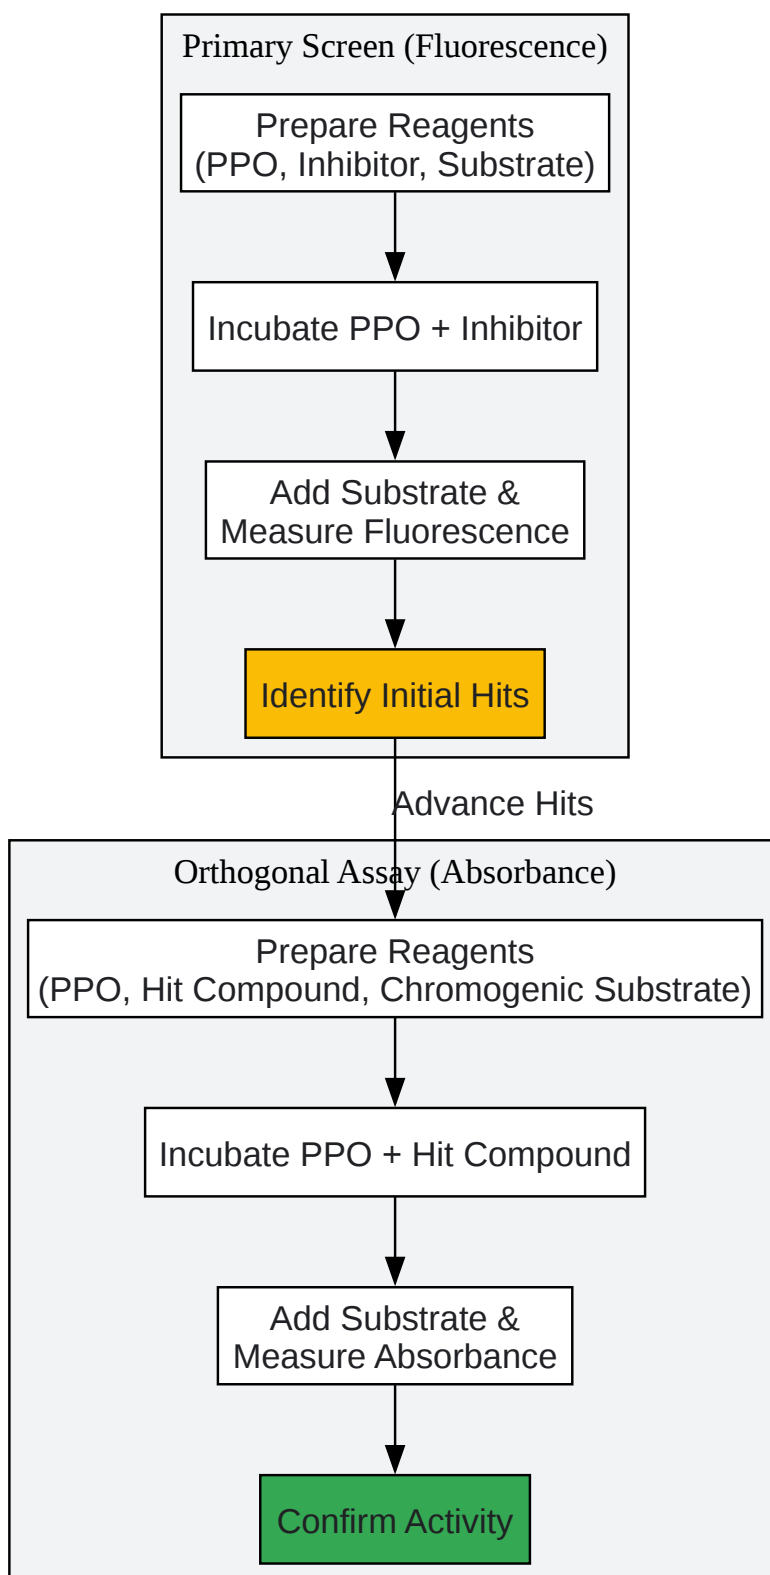 Primary Screen (Fluorescence)
Prepare Reagents
(PPO, Inhibitor, Substrate)
Incubate PPO + Inhibitor
Add Substrate &
Measure Fluorescence
Identify Initial Hits
Advance Hits
Orthogonal Assay (Absorbance)
Prepare Reagents
(PPO, Hit Compound, Chromogenic Substrate)
Incubate PPO + Hit Compound
Add Substrate &
Measure Absorbance
Confirm Activity